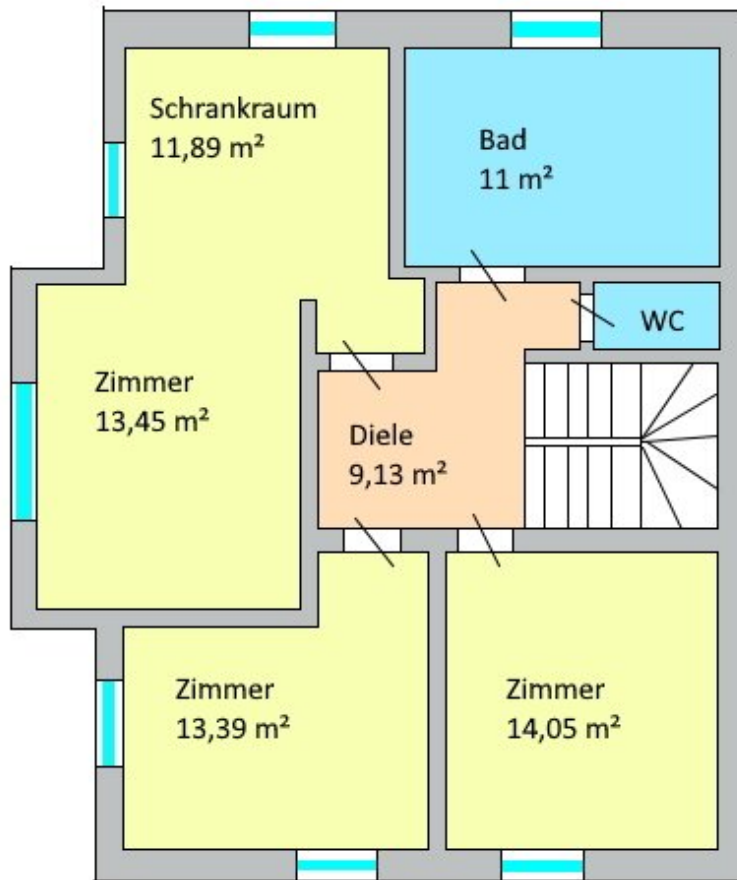 Schrankraum
11,89 m²
Bad
11 m²
WC
Zimmer
13,45 m²
Diele
9,13 m²
Zimmer
13,39 m²
Zimmer
14,05 m²